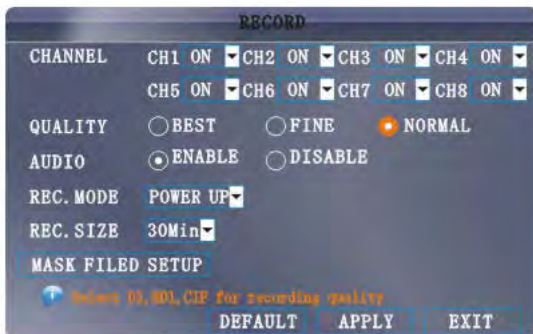 RECORD
CHANNEL CH1 ON CH2 ON CH3 ON CH4 ON
CH5 ON CH6 ON CH7 ON CH8 ON
QUALITY BEST FINE NORMAL
AUDIO ENABLE DISABLE
REC. MODE POWER UP
REC. SIZE 30Min
MASK FILED SETUP
Select D1,HD1,CIF for recording quality
DEFAULT APPLY EXIT